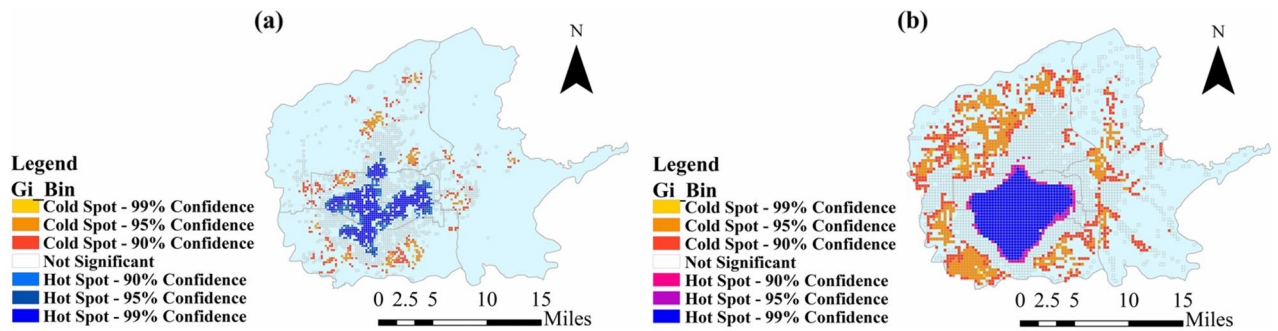 (a)
N
Legend
Gi_Bin
Cold Spot - 99% Confidence
Cold Spot - 95% Confidence
Cold Spot - 90% Confidence
Not Significant
Hot Spot - 90% Confidence
Hot Spot - 95% Confidence
Hot Spot - 99% Confidence
0 2.5 5 10 15
Miles
(b)
N
Legend
Gi_Bin
Cold Spot - 99% Confidence
Cold Spot - 95% Confidence
Cold Spot - 90% Confidence
Not Significant
Hot Spot - 90% Confidence
Hot Spot - 95% Confidence
Hot Spot - 99% Confidence
0 2.5 5 10 15
Miles